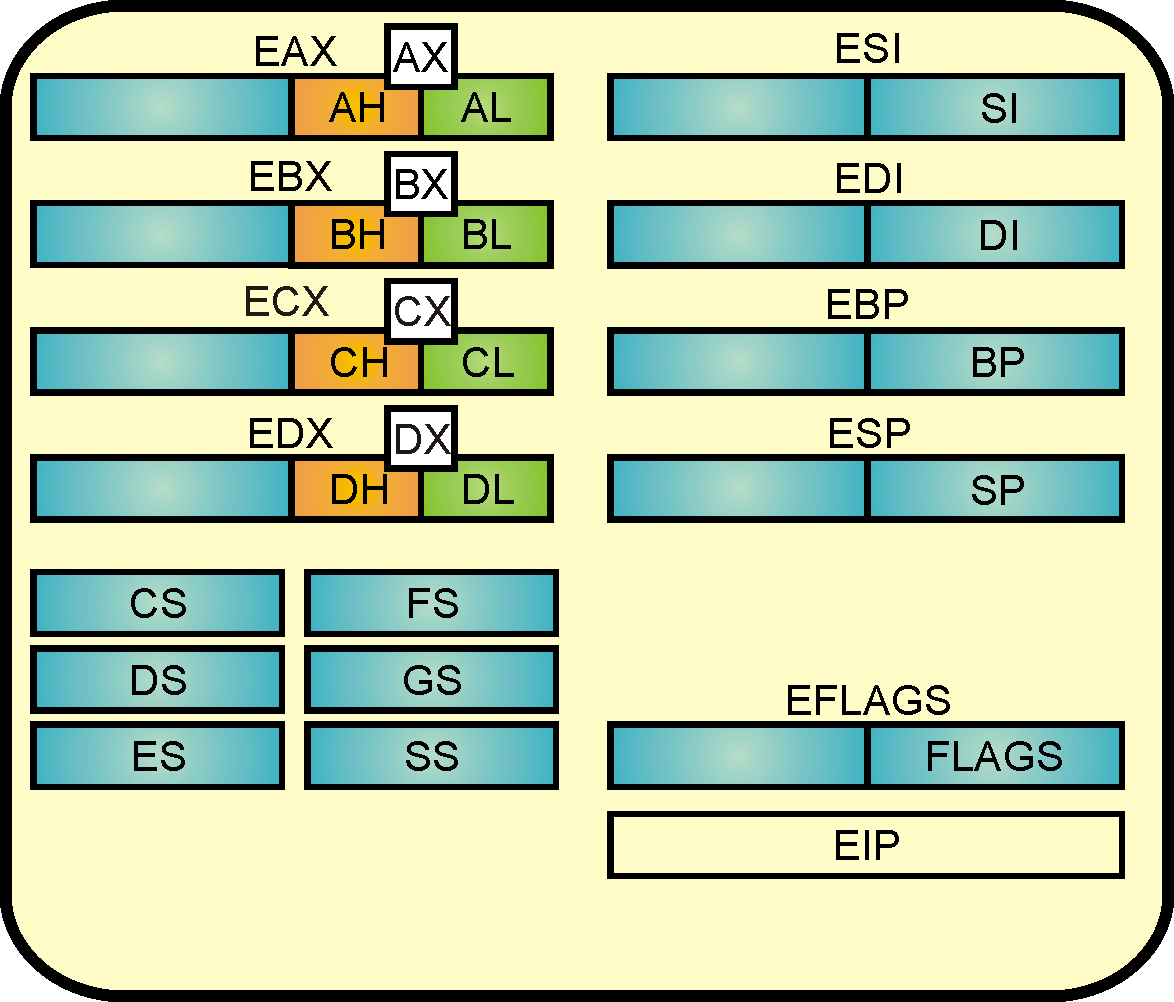 EAX
AX
AH
AL
EBX
BX
BH
BL
ECX
CX
CH
CL
EDX
DX
DH
DL
CS
FS
DS
GS
ES
SS
ESI
SI
EDI
DI
EBP
BP
ESP
SP
EFLAGS
FLAGS
EIP